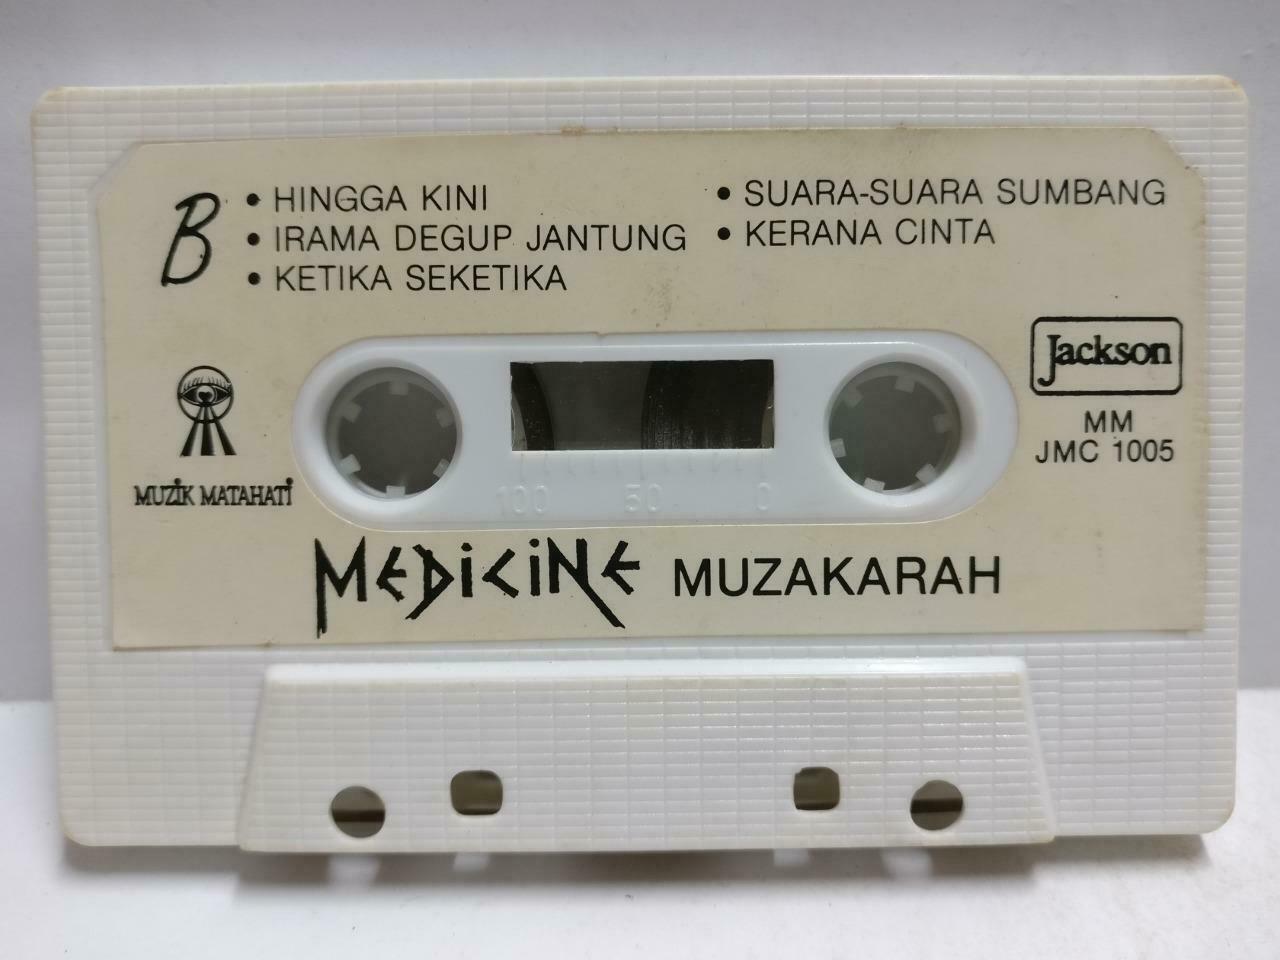 B
• HINGGA KINI
• IRAMA DEGUP JANTUNG
• KETIKA SEKETIKA
• SUARA-SUARA SUMBANG
• KERANA CINTA
Jackson
MM
JMC 1005
MUZIK MATAHATI
100 50 0
MEDICINE MUZAKARAH